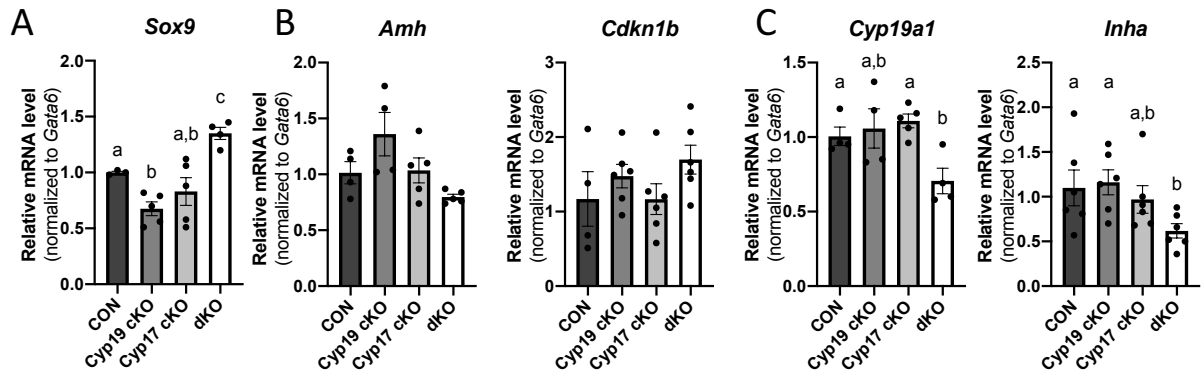 A
Sox9
Relative mRNA level
(normalized to Gata6)
2.0
1.5
1.0
0.5
0.0
a
b
a,b
c
CON
Cyp19 cKO
Cyp17 cKO
dKO
B
Amh
Relative mRNA level
(normalized to Gata6)
2.0
1.5
1.0
0.5
0.0
CON
Cyp19 cKO
Cyp17 cKO
dKO
Cdkn1b
Relative mRNA level
(normalized to Gata6)
3
2
1
0
CON
Cyp19 cKO
Cyp17 cKO
dKO
C
Cyp19a1
Relative mRNA level
(normalized to Gata6)
1.5
1.0
0.5
0.0
a
a,b
a
b
CON
Cyp19 cKO
Cyp17 cKO
dKO
Inha
Relative mRNA level
(normalized to Gata6)
2.5
2.0
1.5
1.0
0.5
0.0
a
a
a,b
b
CON
Cyp19 cKO
Cyp17 cKO
dKO